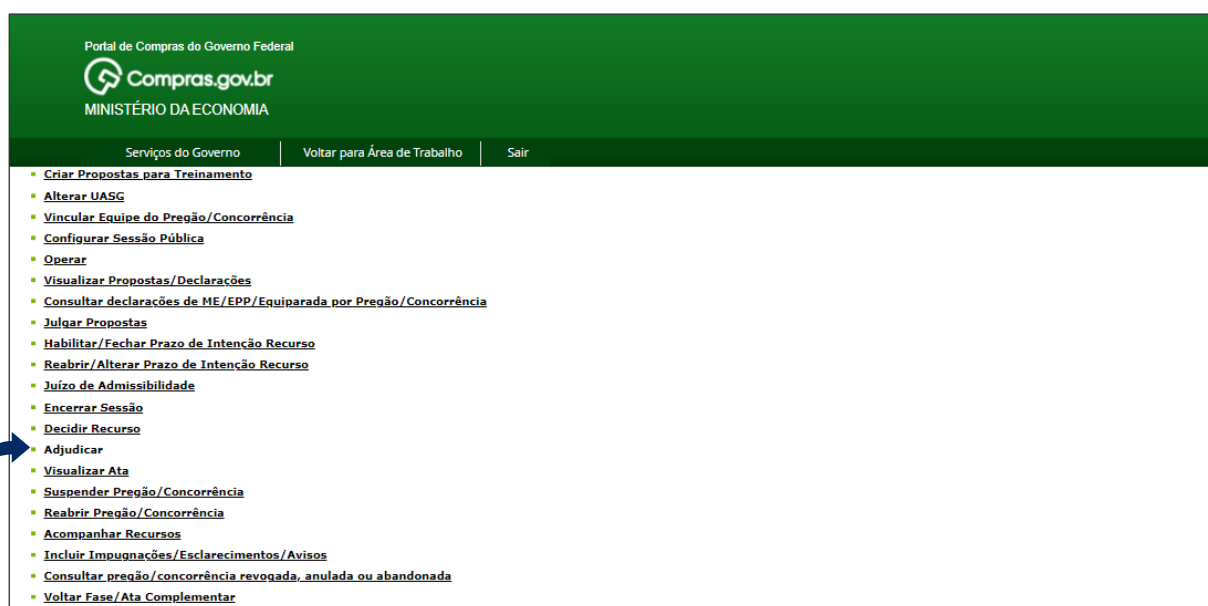 Portal de Compras do Governo Federal
Compras.gov.br
MINISTÉRIO DA ECONOMIA
Serviços do Governo Voltar para Área de Trabalho Sair
Criar Propostas para Treinamento
Alterar UASG
Vincular Equipe do Pregão/Concorrência
Configurar Sessão Pública
Operar
Visualizar Propostas/Declarações
Consultar declarações de ME/EPP/Equiparada por Pregão/Concorrência
Julgar Propostas
Habilitar/Fechar Prazo de Intenção Recurso
Reabrir/Alterar Prazo de Intenção Recurso
Juízo de Admissibilidade
Encerrar Sessão
Decidir Recurso
Adjudicar
Visualizar Ata
Suspender Pregão/Concorrência
Reabrir Pregão/Concorrência
Acompanhar Recursos
Incluir Impugnações/Esclarecimentos/Avisos
Consultar pregão/concorrência revogada, anulada ou abandonada
Voltar Fase/Ata Complementar